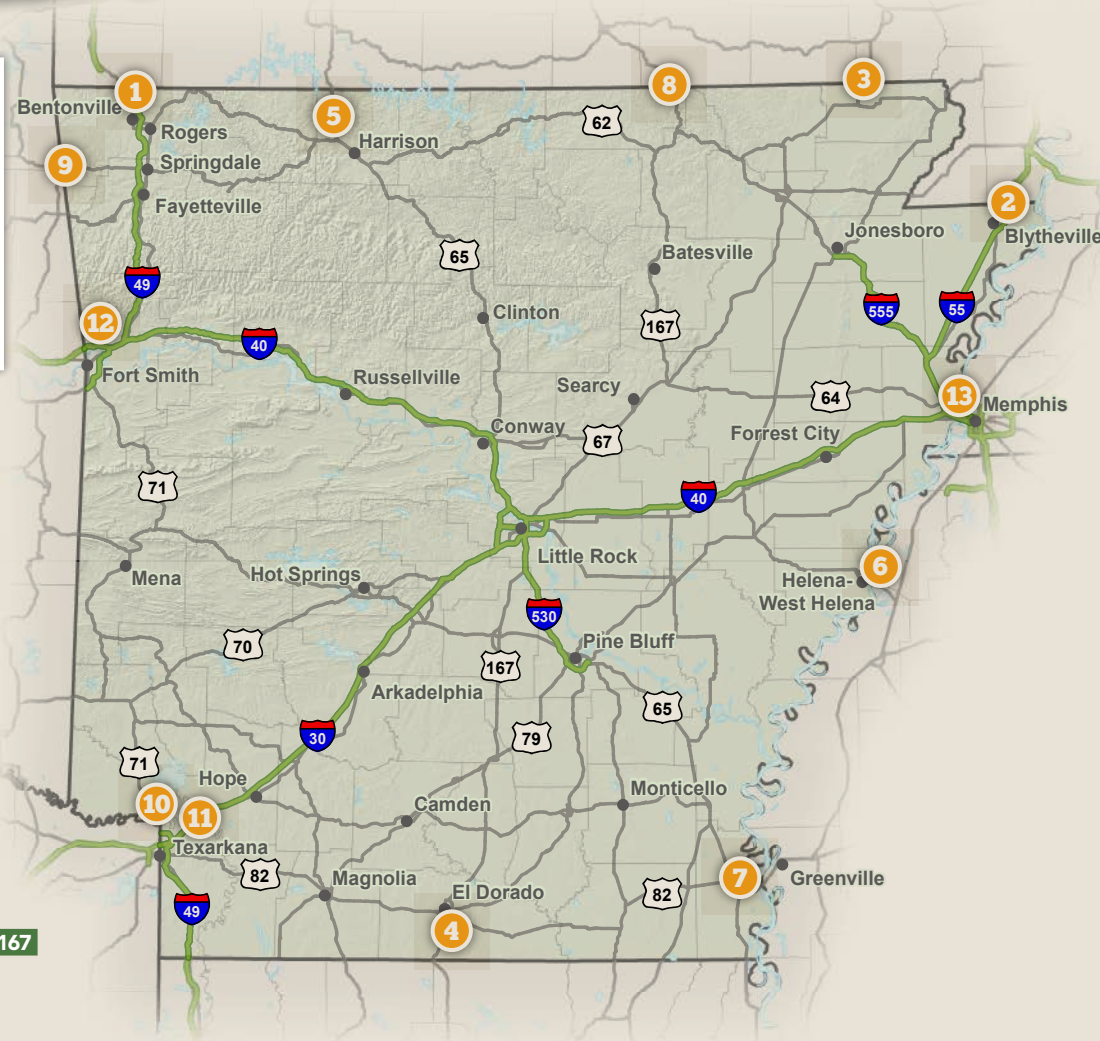 3
8
1
5
Bentonville
62
Rogers
Harrison
9
Springdale
Fayetteville
2
Jonesboro
Blytheville
65
Batesville
49
555
55
12
Clinton
167
40
Fort Smith
Russellville
Searcy
64
13
Memphis
Conway
67
Forrest City
71
40
Little Rock
6
Mena
Hot Springs
Helena-
West Helena
530
70
Pine Bluff
167
Arkadelphia
65
30
79
71
Hope
Monticello
10
11
Camden
Texarkana
82
Magnolia
7
Greenville
El Dorado
82
49
4
167